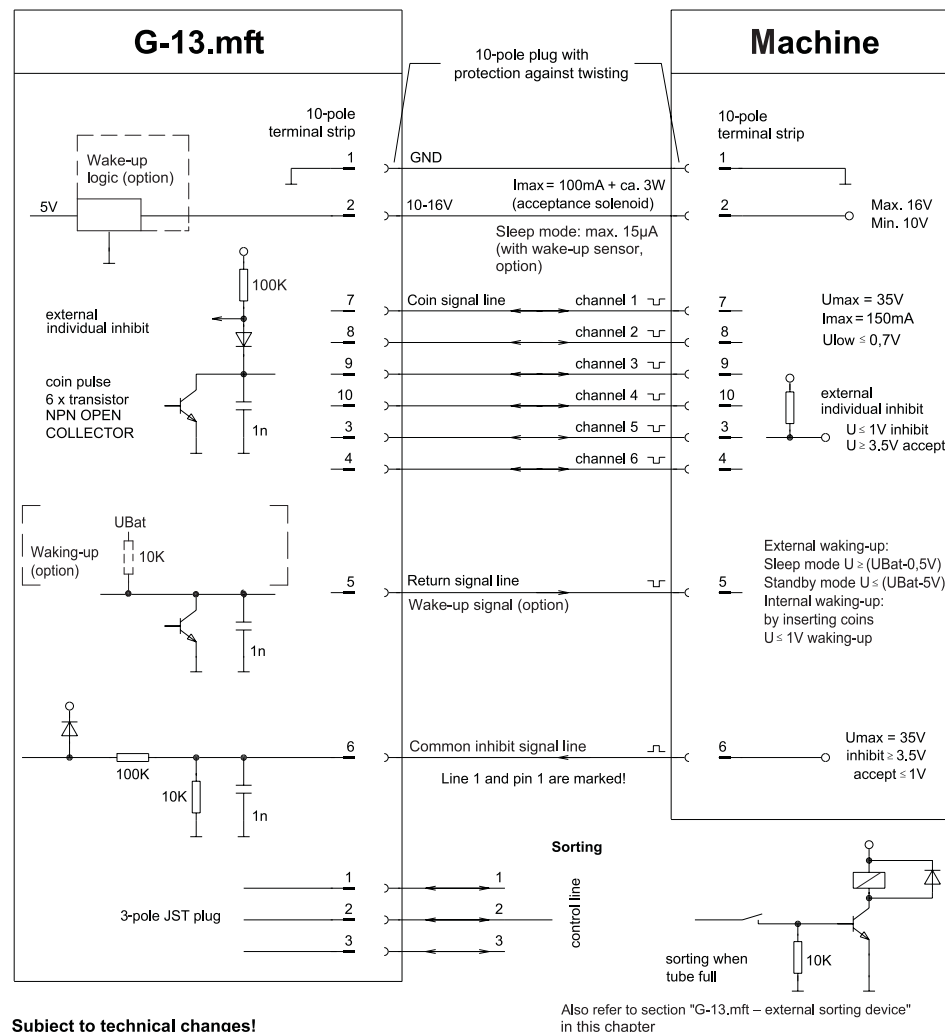 G-13.mft
Machine
10-pole plug with
protection against twisting
10-pole
terminal strip
10-pole
terminal strip
Wake-up
logic (option)
5V
1
GND
1
Imax = 100mA + ca. 3W
(acceptance solenoid)
2
10-16V
2
Max. 16V
Min. 10V
Sleep mode: max. 15µA
(with wake-up sensor,
option)
100K
external
individual inhibit
7
Coin signal line
channel 1
7
8
channel 2
8
9
channel 3
9
10
channel 4
10
3
channel 5
3
4
channel 6
4
Umax = 35V
Imax = 150mA
Ulow ≤ 0,7V
coin pulse
6 x transistor
NPN OPEN
COLLECTOR
1n
external
individual inhibit
U ≤ 1V inhibit
U ≥ 3.5V accept
UBat
10K
Waking-up
(option)
1n
5
Return signal line
Wake-up signal (option)
5
External waking-up:
Sleep mode U ≥ (UBat-0,5V)
Standby mode U ≤ (UBat-5V)
Internal waking-up:
by inserting coins
U ≤ 1V waking-up
100K
10K
1n
6
Common inhibit signal line
6
Line 1 and pin 1 are marked!
Umax = 35V
inhibit ≥ 3.5V
accept ≤ 1V
Sorting
3-pole JST plug
1
1
2
2
3
3
control line
sorting when
tube full
10K
Subject to technical changes!
Also refer to section "G-13.mft – external sorting device"
in this chapter